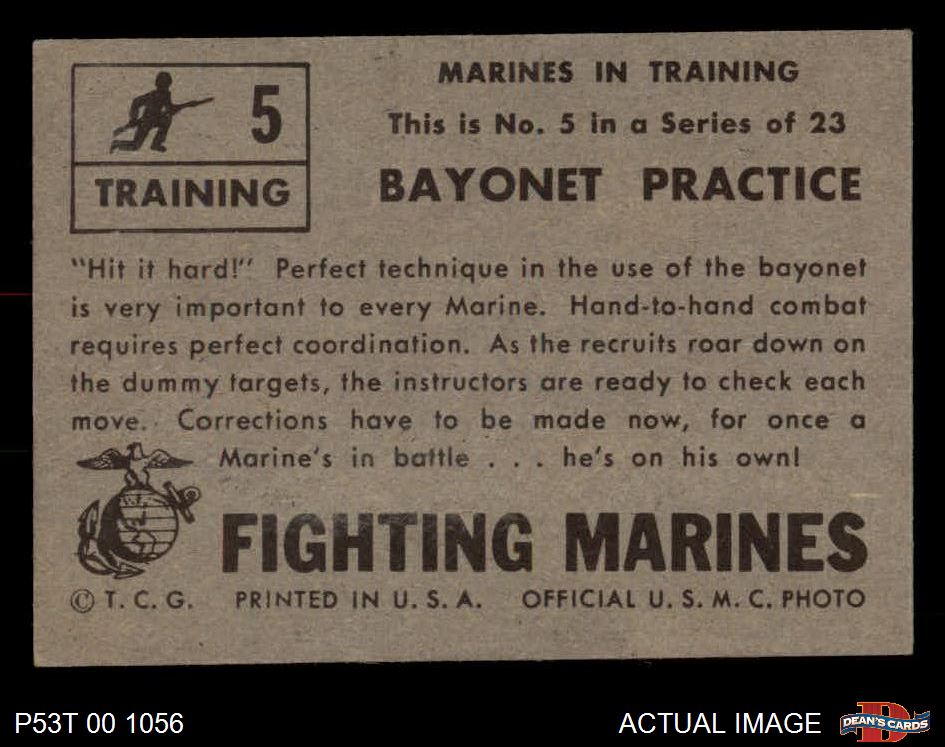 5
TRAINING
MARINES IN TRAINING
This is No. 5 in a Series of 23
BAYONET PRACTICE
"Hit it hard!" Perfect technique in the use of the bayonet
is very important to every Marine. Hand-to-hand combat
requires perfect coordination. As the recruits roar down on
the dummy targets, the instructors are ready to check each
move. Corrections have to be made now, for once a
Marine's in battle . . . he's on his own!
FIGHTING MARINES
© T. C. G. PRINTED IN U. S. A. OFFICIAL U. S. M. C. PHOTO
P53T 00 1056
ACTUAL IMAGE
D
DEAN'S CARDS